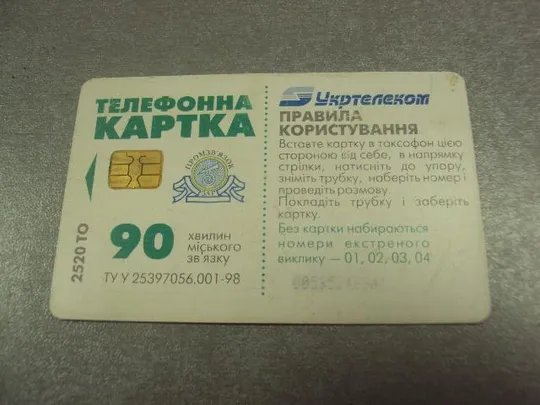 ТЕЛЕФОННА
КАРТКА
ПРОМЗВ'ЯЗОК
2520 ТО
90
хвилин
міського
зв язку
ТУ У 25397056.001-98
Укртелеком
ПРАВИЛА
КОРИСТУВАННЯ
Вставте картку в таксофон цією
стороною від себе, в напрямку
стрілки, натисніть до упору,
зніміть трубку, наберіть номер і
проведіть розмову.
Покладіть трубку і заберіть
картку.
Без картки набираються
номери екстреного
виклику — 01, 02, 03, 04